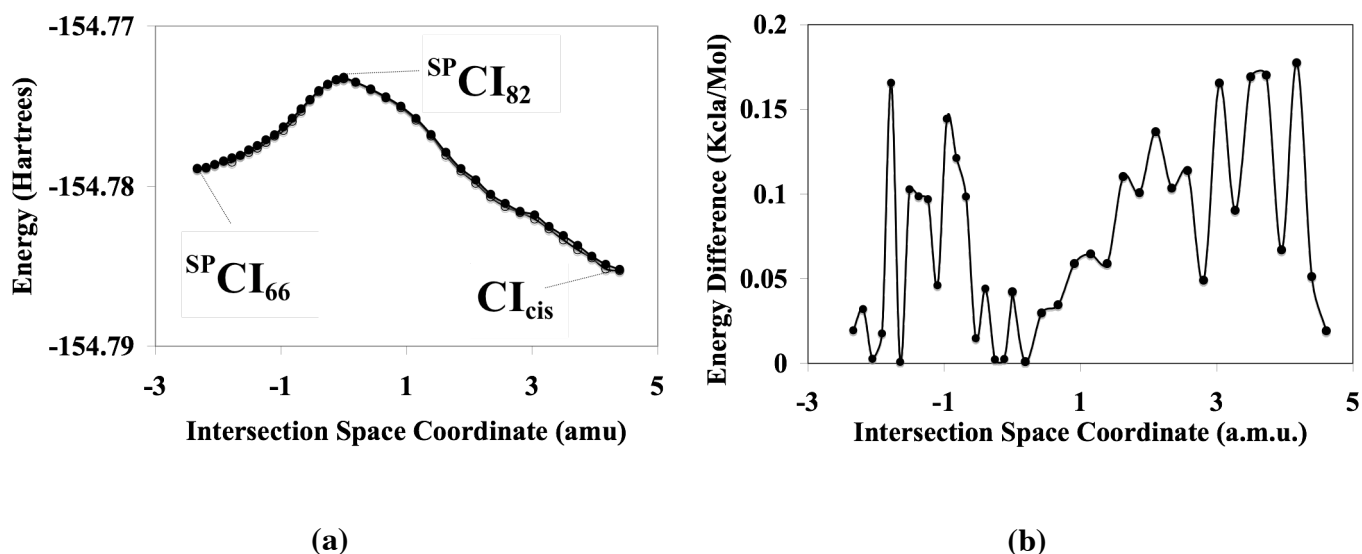 -154.77
-154.78
-154.79
Energy (Hartrees)
SPCI82
SPCI66
CIcis
-3
-1
1
3
5
Intersection Space Coordinate (amu)
(a)
0.2
0.15
0.1
0.05
0
Energy Difference (Kcla/Mol)
-3
-1
1
3
5
Intersection Space Coordinate (a.m.u.)
(b)